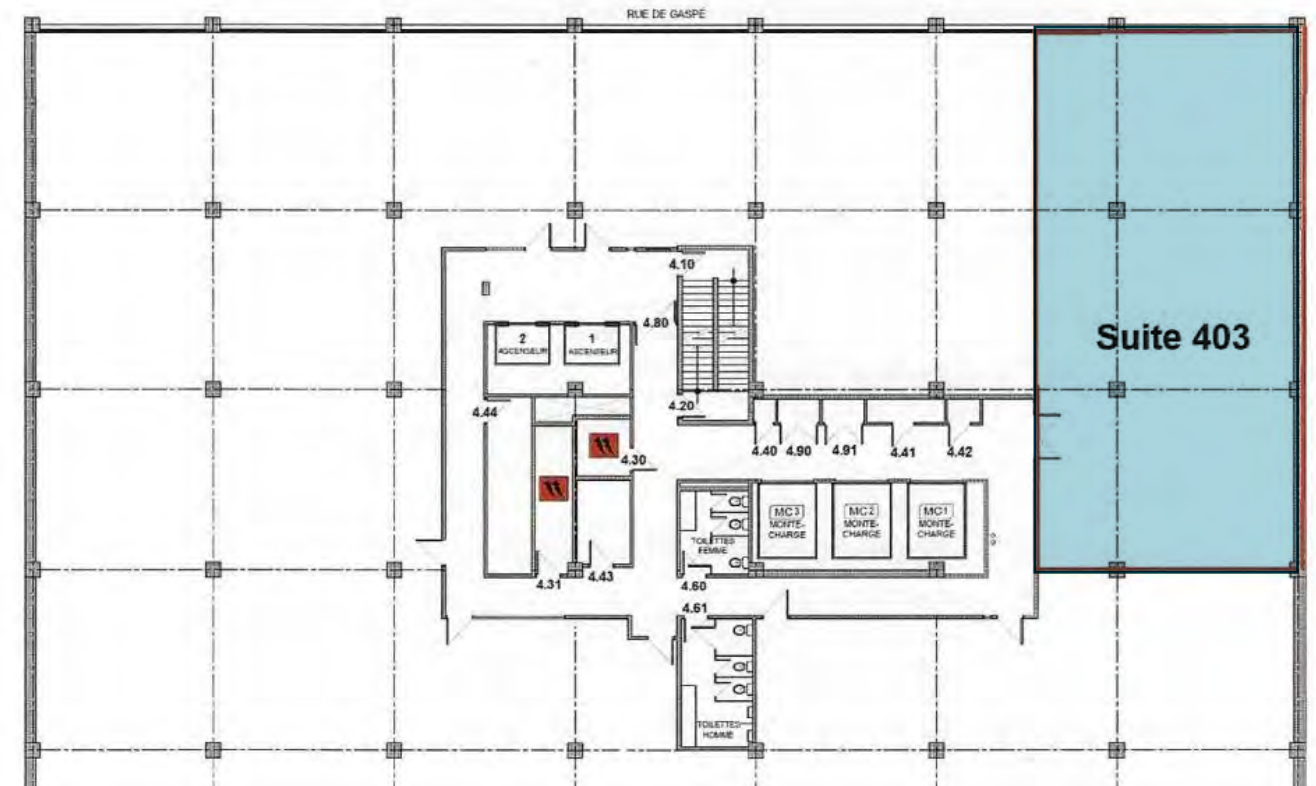 RUE DE GASPÉ
4.10
4.80
2
ASCENSEUR
1
ASCENSEUR
Suite 403
4.44
4.20
4.30
4.40
4.90
4.91
4.41
4.42
MC3
MONTE-
CHARGE
MC2
MONTE-
CHARGE
MC1
MONTE-
CHARGE
TOILETTES
FEMME
4.31
4.43
4.60
4.61
TOILETTES
HOMME